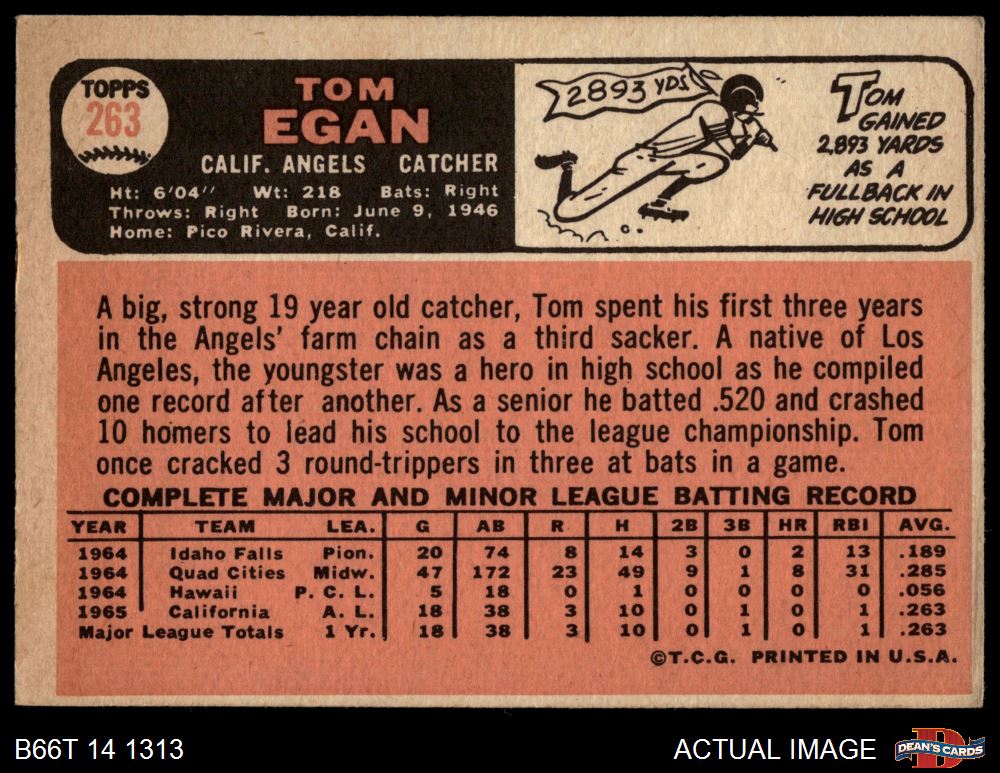 TOPPS
263
TOM
EGAN
CALIF. ANGELS CATCHER
Ht: 6'04" Wt: 218 Bats: Right
Throws: Right Born: June 9, 1946
Home: Pico Rivera, Calif.
2893 YDS
TOM
GAINED
2,893 YARDS
AS A
FULLBACK IN
HIGH SCHOOL
A big, strong 19 year old catcher, Tom spent his first three years
in the Angels' farm chain as a third sacker. A native of Los
Angeles, the youngster was a hero in high school as he compiled
one record after another. As a senior he batted .520 and crashed
10 homers to lead his school to the league championship. Tom
once cracked 3 round-trippers in three at bats in a game.
COMPLETE MAJOR AND MINOR LEAGUE BATTING RECORD
YEAR TEAM LEA. G AB R H 2B 3B HR RBI AVG.
1964 Idaho Falls Pion. 20 74 8 14 3 0 2 13 .189
1964 Quad Cities Midw. 47 172 23 49 9 1 8 31 .285
1964 Hawaii P. C. L. 5 18 0 1 0 0 0 0 .056
1965 California A. L. 18 38 3 10 0 1 0 1 .263
Major League Totals 1 Yr. 18 38 3 10 0 1 0 1 .263
©T.C.G. PRINTED IN U.S.A.
B66T 14 1313
ACTUAL IMAGE
D
DEAN'S CARDS